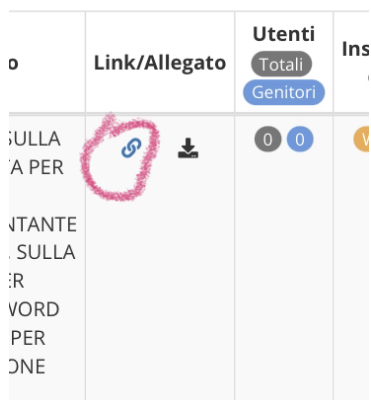 Utenti
Link/Allegato
Totali
Genitori
Ins
SULLA
0 0
TA PER
NTANTE
SULLA
ER
WORD
PER
ONE